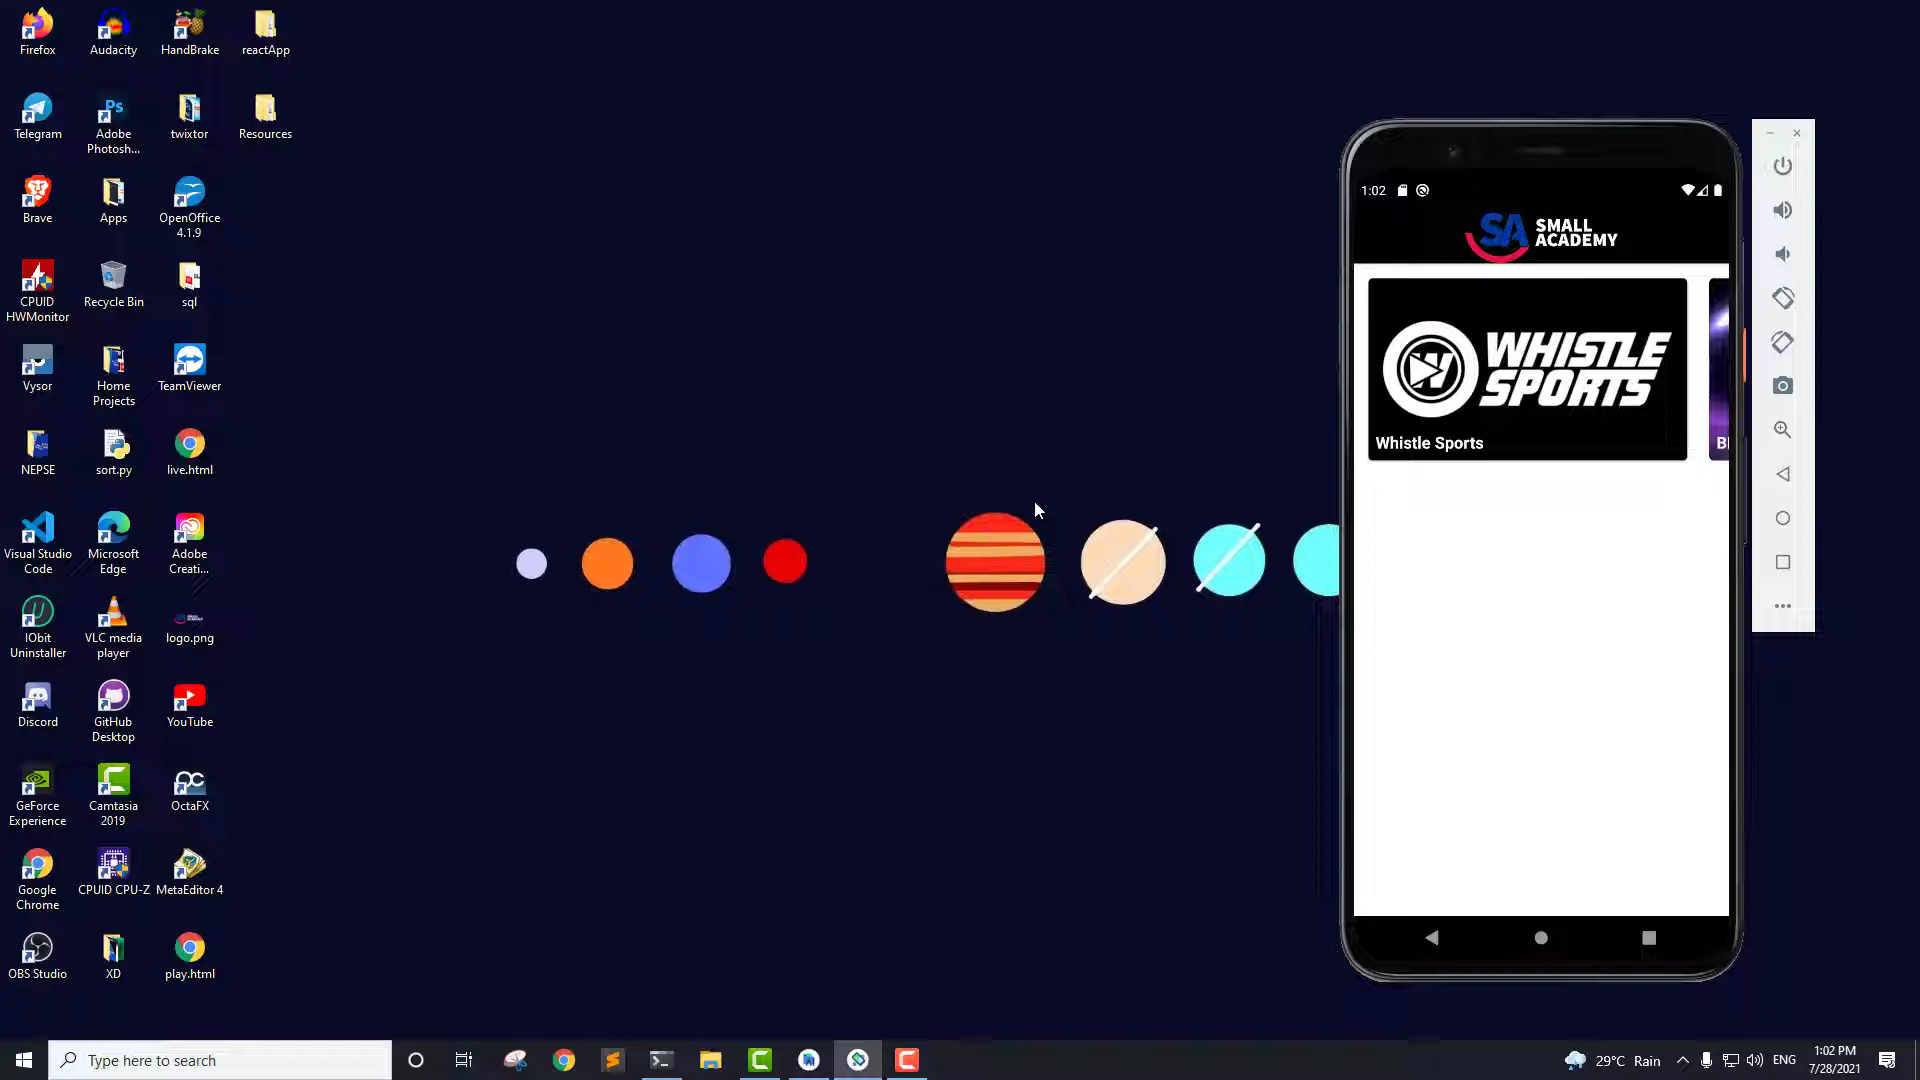 Firefox
Audacity
HandBrake
reactApp
Telegram
Ps
Adobe
Photosh...
twixtor
Resources
Brave
Apps
OpenOffice
4.1.9
CPUID
HWMonitor
Recycle Bin
sql
Vysor
Home
Projects
TeamViewer
NEPSE
sort.py
live.html
Visual Studio
Code
Microsoft
Edge
Adobe
Creati...
IObit
Uninstaller
VLC media
player
logo.png
Discord
GitHub
Desktop
YouTube
GeForce
Experience
Camtasia
2019
OctaFX
Google
Chrome
CPUID CPU-Z
MetaEditor 4
OBS Studio
XD
play.html
1:02
SA SMALL
ACADEMY
W WHISTLE
SPORTS
Whistle Sports
Type here to search
29°C Rain
ENG
1:02 PM
7/28/2021